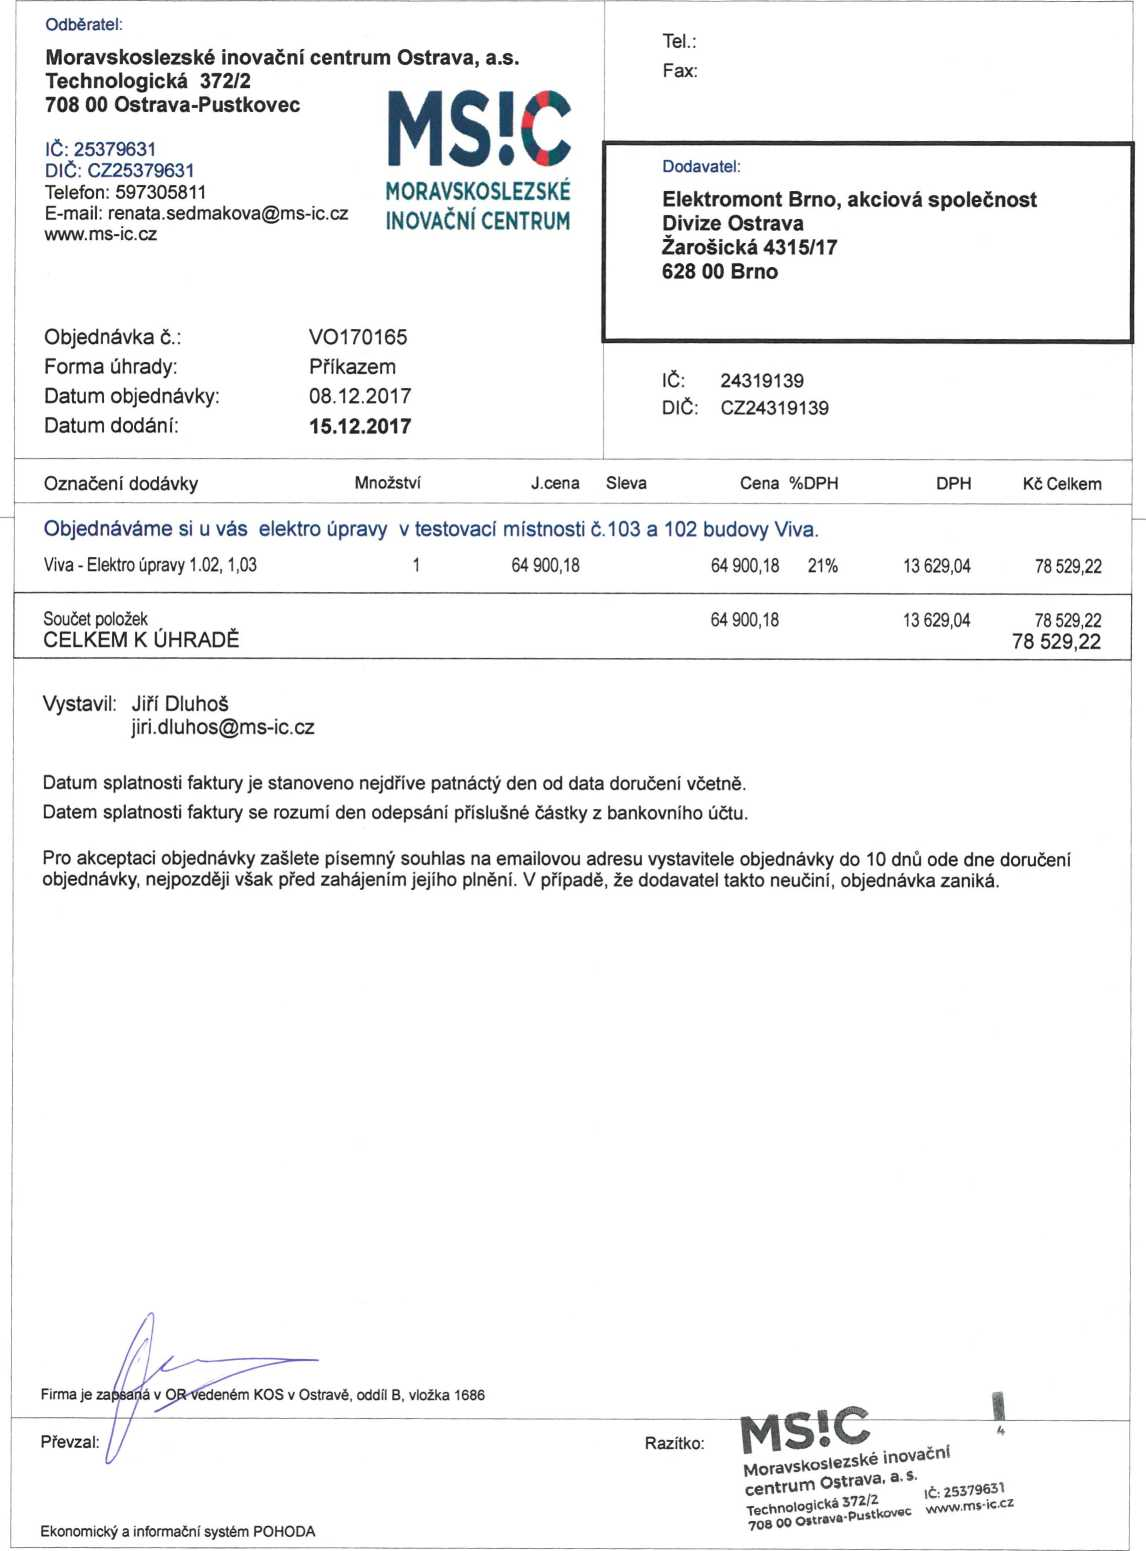 Odběratel:
Moravskoslezské inovační centrum Ostrava, a.s.
Technologická 372/2
708 00 Ostrava-Pustkovec
IČ: 25379631
DIČ: CZ25379631
Telefon: 597305811
E-mail: renata.sedmakova@ms-ic.cz
www.ms-ic.cz
MS!C
MORAVSKOSLEZSKÉ
INOVAČNÍ CENTRUM
Tel.:
Fax:
Dodavatel:
Elektromont Brno, akciová společnost
Divize Ostrava
Žarošická 4315/17
628 00 Brno
Objednávka č.: VO170165
Forma úhrady: Příkazem
Datum objednávky: 08.12.2017
Datum dodání: 15.12.2017
IČ: 24319139
DIČ: CZ24319139
Označení dodávky Množství J.cena Sleva Cena %DPH DPH Kč Celkem
Objednáváme si u vás elektro úpravy v testovací místnosti č.103 a 102 budovy Viva.
Viva - Elektro úpravy 1.02, 1,03 1 64 900,18 64 900,18 21% 13 629,04 78 529,22
Součet položek 64 900,18 13 629,04 78 529,22
CELKEM K ÚHRADĚ 78 529,22
Vystavil: Jiří Dluhoš
jiri.dluhos@ms-ic.cz
Datum splatnosti faktury je stanoveno nejdříve patnáctý den od data doručení včetně.
Datem splatnosti faktury se rozumí den odepsání příslušné částky z bankovního účtu.
Pro akceptaci objednávky zašlete písemný souhlas na emailovou adresu vystavitele objednávky do 10 dnů ode dne doručení
objednávky, nejpozději však před zahájením jejího plnění. V případě, že dodavatel takto neučiní, objednávka zaniká.
Firma je zapsaná v OR vedeném KOS v Ostravě, oddíl B, vložka 1686
Převzal:
Razítko:
MS!C
4
Moravskoslezské inovační
centrum Ostrava, a. s.
Technologická 372/2 IČ: 25379631
708 00 Ostrava-Pustkovec www.ms-ic.cz
Ekonomický a informační systém POHODA